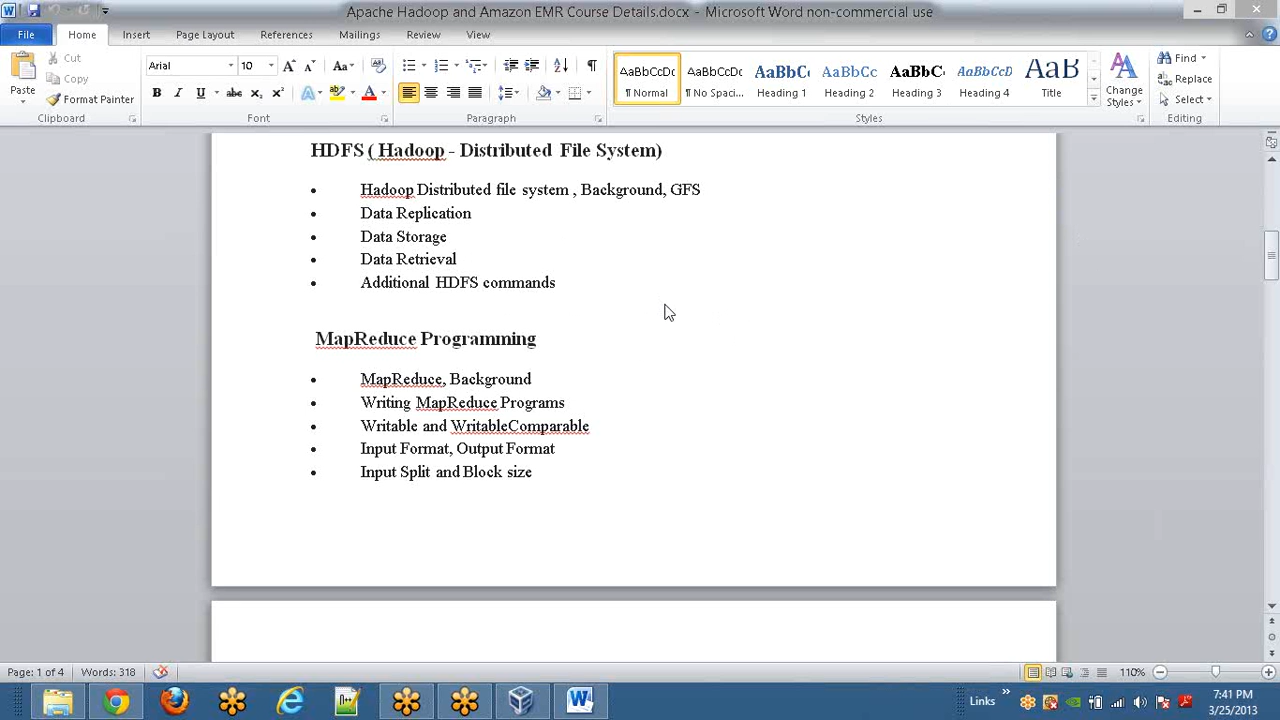 Apache Hadoop and Amazon EMR Course Details.docx - Microsoft Word non-commercial use
File Home Insert Page Layout References Mailings Review View
Paste
Cut
Copy
Format Painter
Clipboard
Arial 10
Font
Paragraph
AaBbCcDc AaBbCcDc AaBbC AaBbCc AaBbC AaBbCc AaB
¶ Normal ¶ No Spaci... Heading 1 Heading 2 Heading 3 Heading 4 Title
Change Styles
Styles
Find
Replace
Select
Editing
HDFS ( Hadoop - Distributed File System)
• Hadoop Distributed file system , Background, GFS
• Data Replication
• Data Storage
• Data Retrieval
• Additional HDFS commands
MapReduce Programming
• MapReduce, Background
• Writing MapReduce Programs
• Writable and WritableComparable
• Input Format, Output Format
• Input Split and Block size
Page: 1 of 4 Words: 318 110%
Links
7:41 PM
3/25/2013